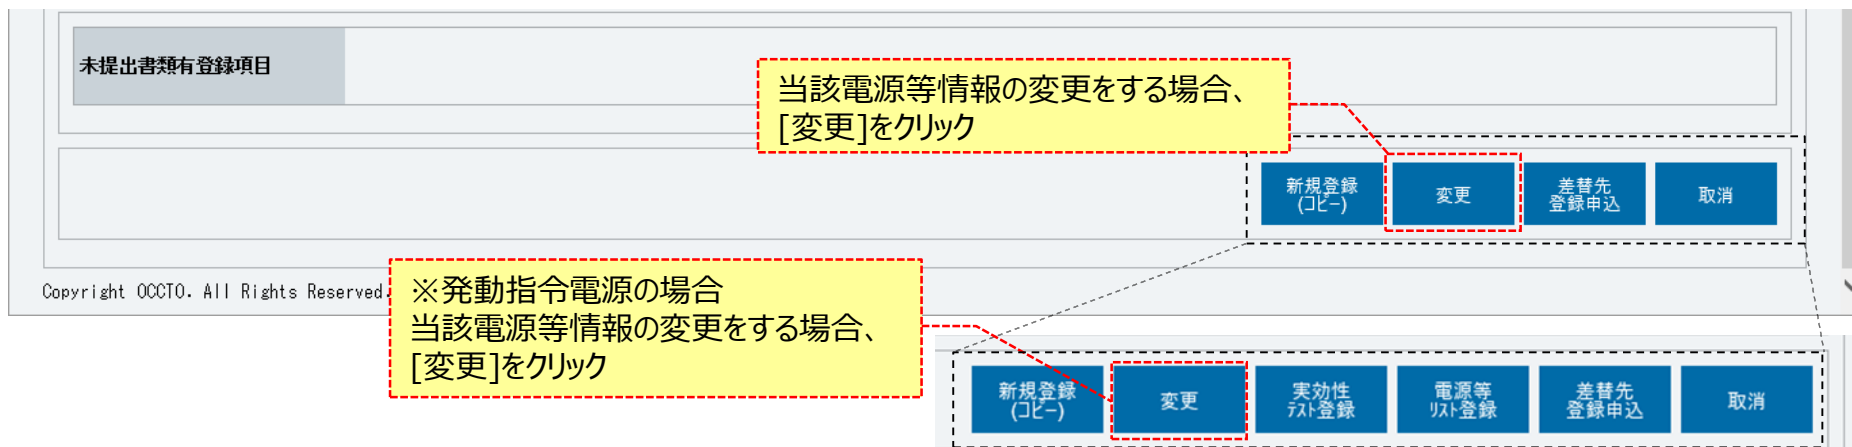 未提出書類有登録項目
当該電源等情報の変更をする場合、
[変更]をクリック
新規登録
(コピー)
変更
差替先
登録申込
取消
Copyright OCCTO. All Rights Reserved.
※発動指令電源の場合
当該電源等情報の変更をする場合、
[変更]をクリック
新規登録
(コピー)
変更
実効性
テスト登録
電源等
リスト登録
差替先
登録申込
取消